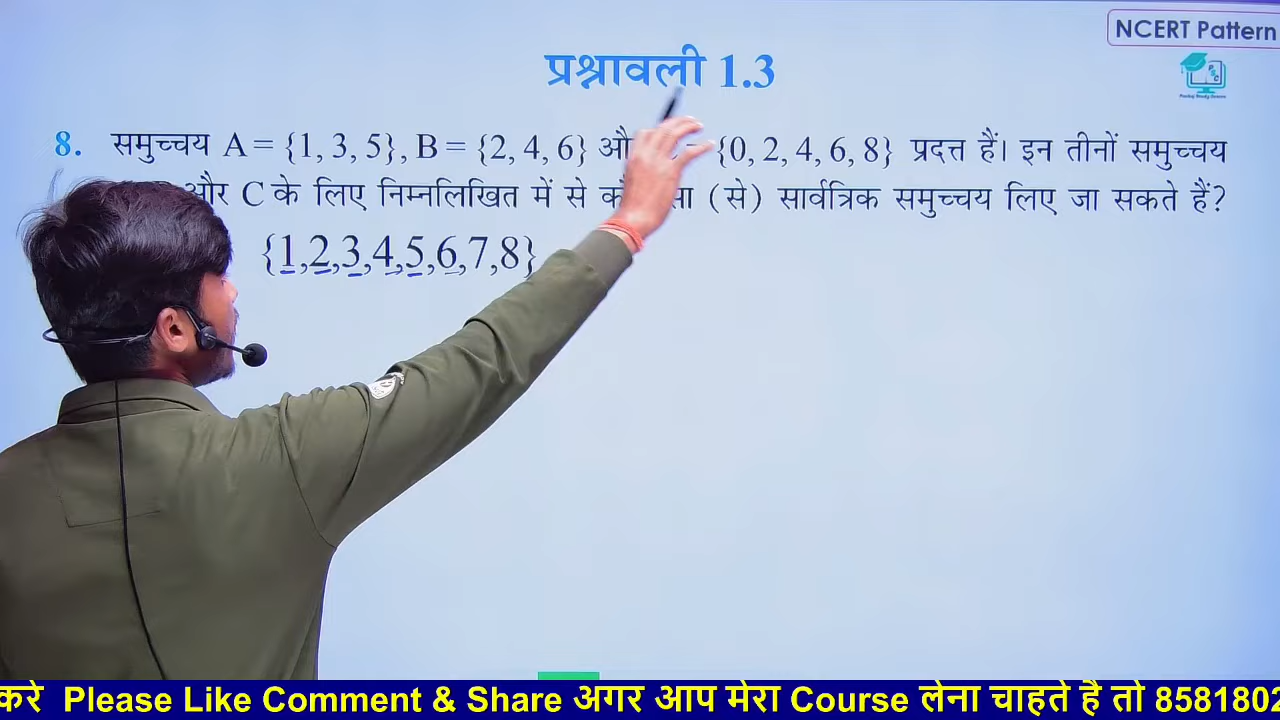 NCERT Pattern
प्रश्नावली 1.3
8. समुच्चय A = {1, 3, 5}, B = {2, 4, 6} = {0, 2, 4, 6, 8} प्रदत्त हैं। इन तीनों समुच्चय
और C के लिए निम्नलिखित में से (से) सार्वत्रिक समुच्चय लिए जा सकते हैं?
{1,2,3,4,5,6,7,8}
करे Please Like Comment & Share अगर आप मेरा Course लेना चाहते है तो 8581802